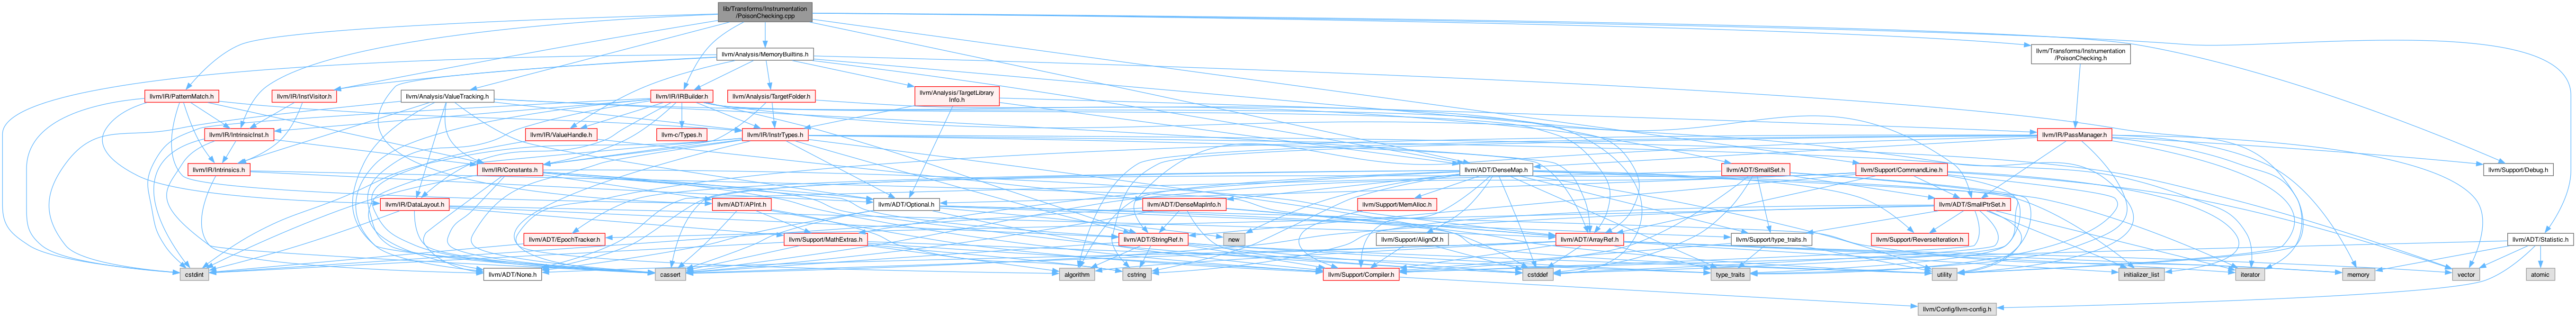 lib/Transforms/Instrumentation
/PoisonChecking.cpp
llvm/Analysis/MemoryBuiltins.h
llvm/Transforms/Instrumentation
/PoisonChecking.h
llvm/IR/PatternMatch.h
llvm/IR/InstVisitor.h
llvm/Analysis/ValueTracking.h
llvm/IR/IRBuilder.h
llvm/Analysis/TargetFolder.h
llvm/Analysis/TargetLibrary
Info.h
llvm/IR/IntrinsicInst.h
llvm/IR/ValueHandle.h
llvm-c/Types.h
llvm/IR/InstrTypes.h
llvm/IR/PassManager.h
llvm/IR/Intrinsics.h
llvm/IR/Constants.h
llvm/ADT/DenseMap.h
llvm/ADT/SmallSet.h
llvm/Support/CommandLine.h
llvm/Support/Debug.h
llvm/IR/DataLayout.h
llvm/ADT/APInt.h
llvm/ADT/Optional.h
llvm/ADT/DenseMapInfo.h
llvm/Support/MemAlloc.h
llvm/ADT/SmallPtrSet.h
llvm/ADT/EpochTracker.h
llvm/Support/MathExtras.h
llvm/ADT/StringRef.h
new
llvm/ADT/ArrayRef.h
llvm/Support/AlignOf.h
llvm/Support/type_traits.h
llvm/Support/ReverseIteration.h
llvm/ADT/Statistic.h
cstdint
llvm/ADT/None.h
cassert
algorithm
cstring
llvm/Support/Compiler.h
cstddef
type_traits
utility
initializer_list
iterator
memory
vector
atomic
llvm/Config/llvm-config.h